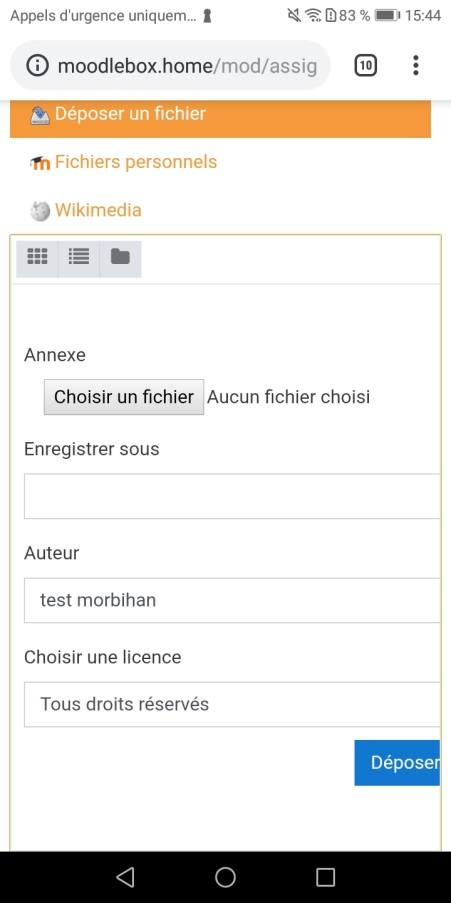 Appels d'urgence uniquem... 83 % 15:44
moodlebox.home/mod/assig 10
Déposer un fichier
Fichiers personnels
Wikimedia
Annexe
Choisir un fichier Aucun fichier choisi
Enregistrer sous
Auteur
test morbihan
Choisir une licence
Tous droits réservés
Déposer